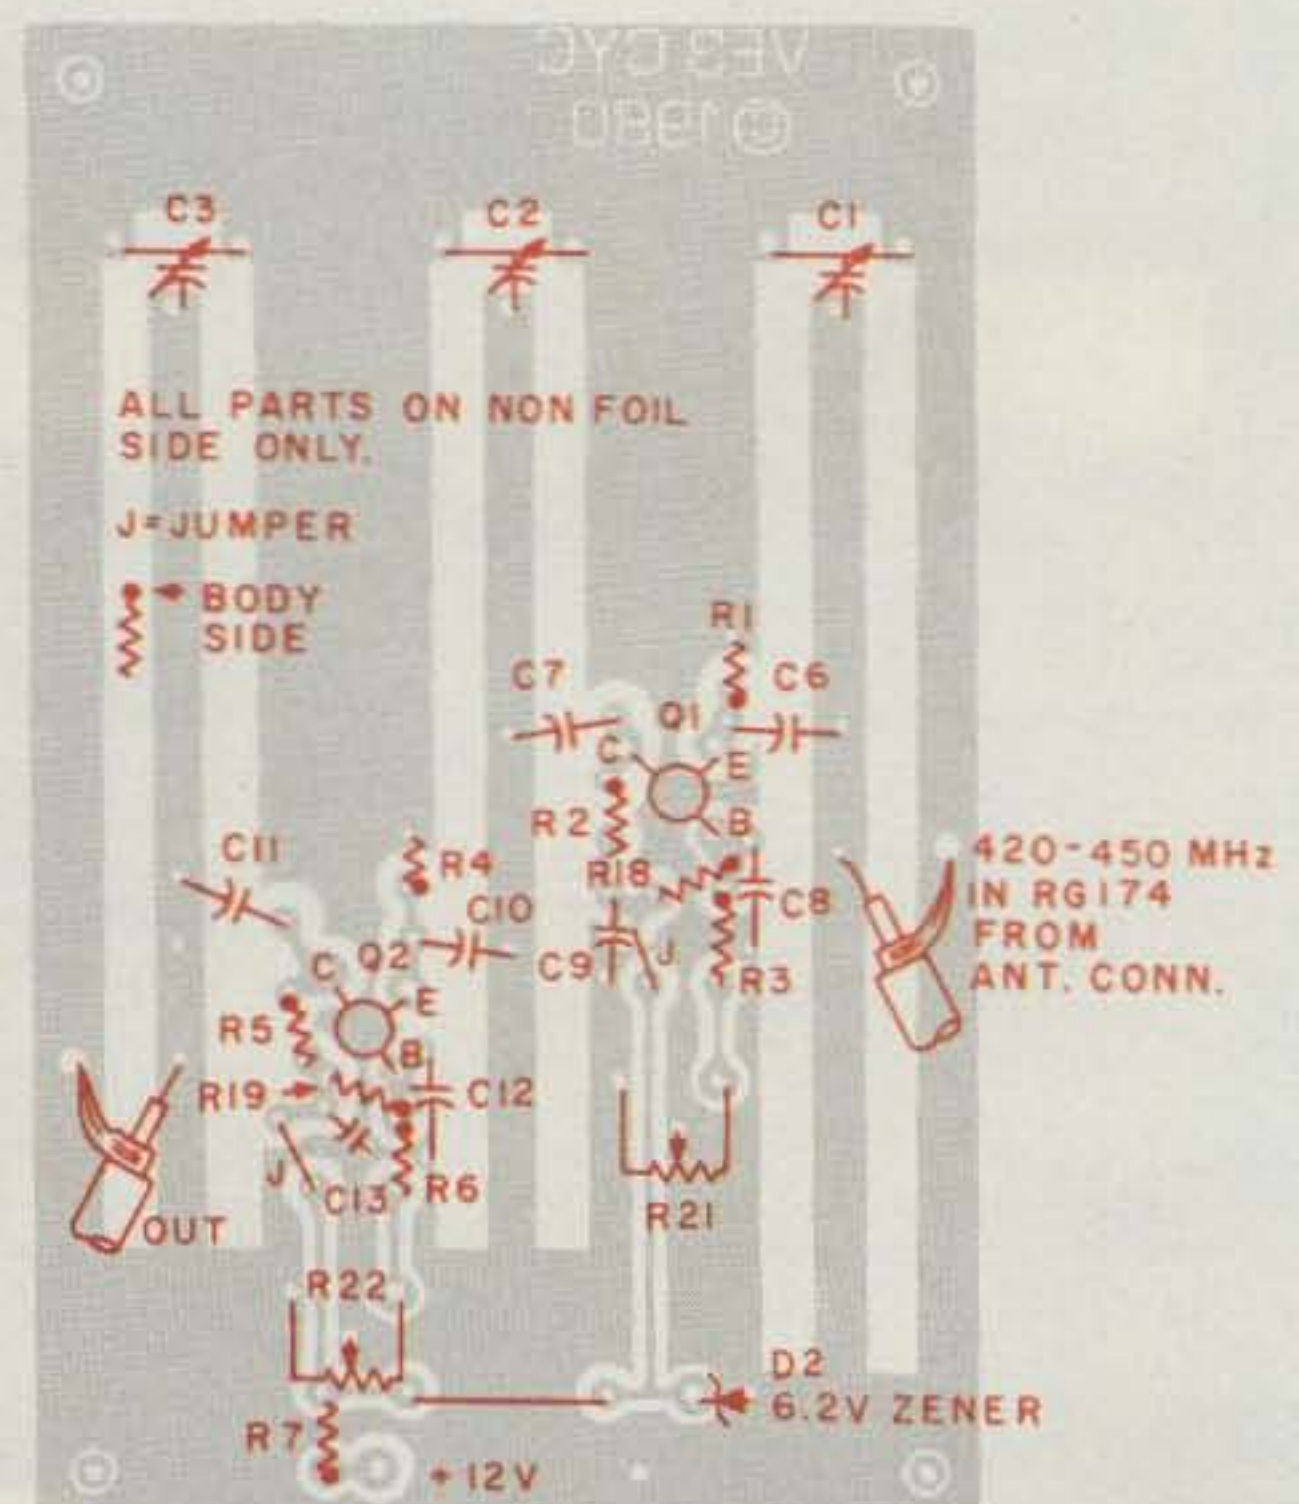 VE3 CYC
©1980
C3
C2
C1
ALL PARTS ON NON FOIL
SIDE ONLY.
J=JUMPER
BODY
SIDE
R1
C7
C6
Q1
C
E
R2
B
C11
R4
R18
420-450 MHz
IN RG174
FROM
ANT. CONN.
C10
C8
C
Q2
C9
J
R3
E
R5
B
R19
C12
J
C13
R6
OUT
R21
R22
D2
6.2V ZENER
R7
+12V